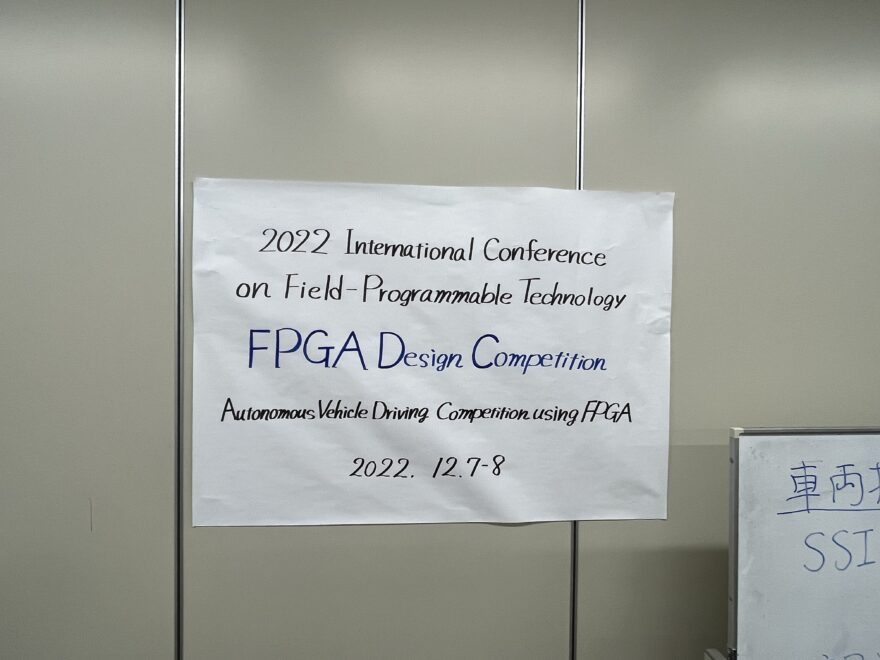 2022 International Conference
on Field-Programmable Technology
FPGA Design Competition
Autonomous Vehicle Driving Competition using FPGA
2022. 12.7-8
車両
SSI